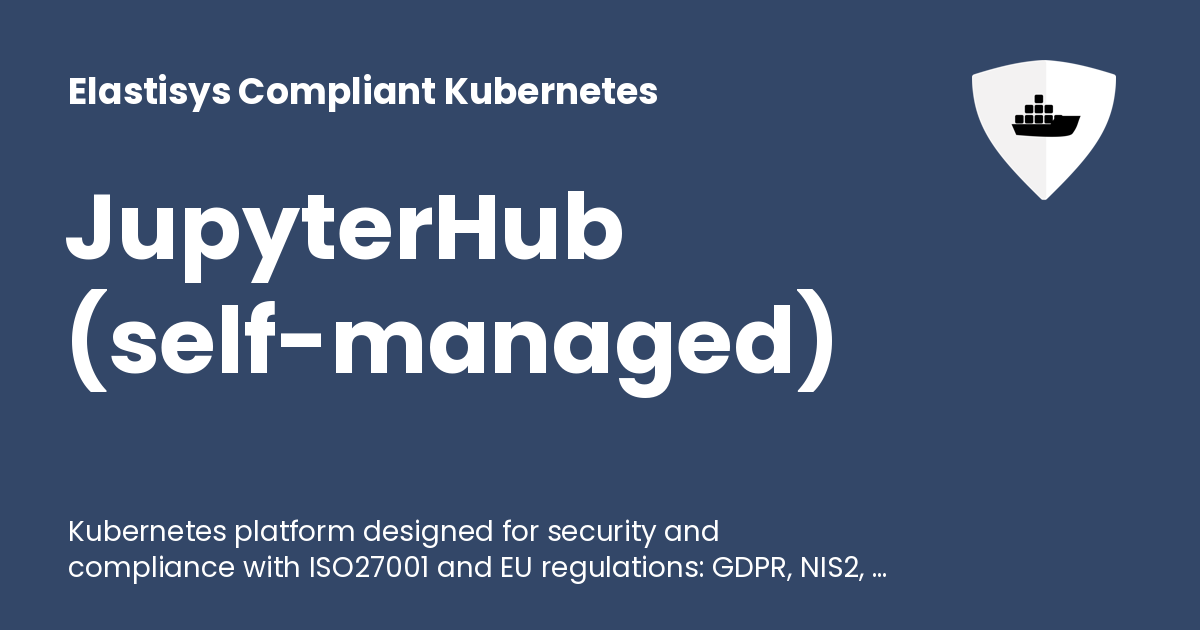 Elastisys Compliant Kubernetes
JupyterHub
(self-managed)
Kubernetes platform designed for security and
compliance with ISO27001 and EU regulations: GDPR, NIS2, ...